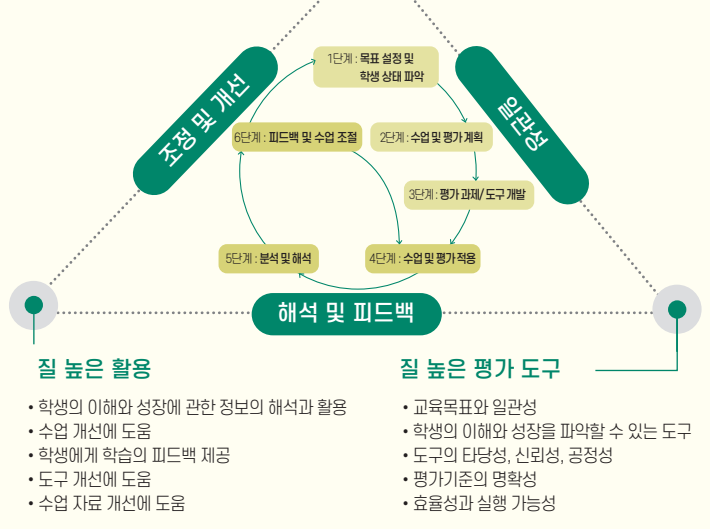 조정 및 개선
일관성
1단계 : 목표 설정 및
학생 상태 파악
6단계 : 피드백 및 수업 조절
2단계 : 수업 및 평가 계획
3단계 : 평가 과제/ 도구 개발
5단계 : 분석 및 해석
4단계 : 수업 및 평가 적용
해석 및 피드백
질 높은 활용
• 학생의 이해와 성장에 관한 정보의 해석과 활용
• 수업 개선에 도움
• 학생에게 학습의 피드백 제공
• 도구 개선에 도움
• 수업 자료 개선에 도움
질 높은 평가 도구
• 교육목표와 일관성
• 학생의 이해와 성장을 파악할 수 있는 도구
• 도구의 타당성, 신뢰성, 공정성
• 평가기준의 명확성
• 효율성과 실행 가능성